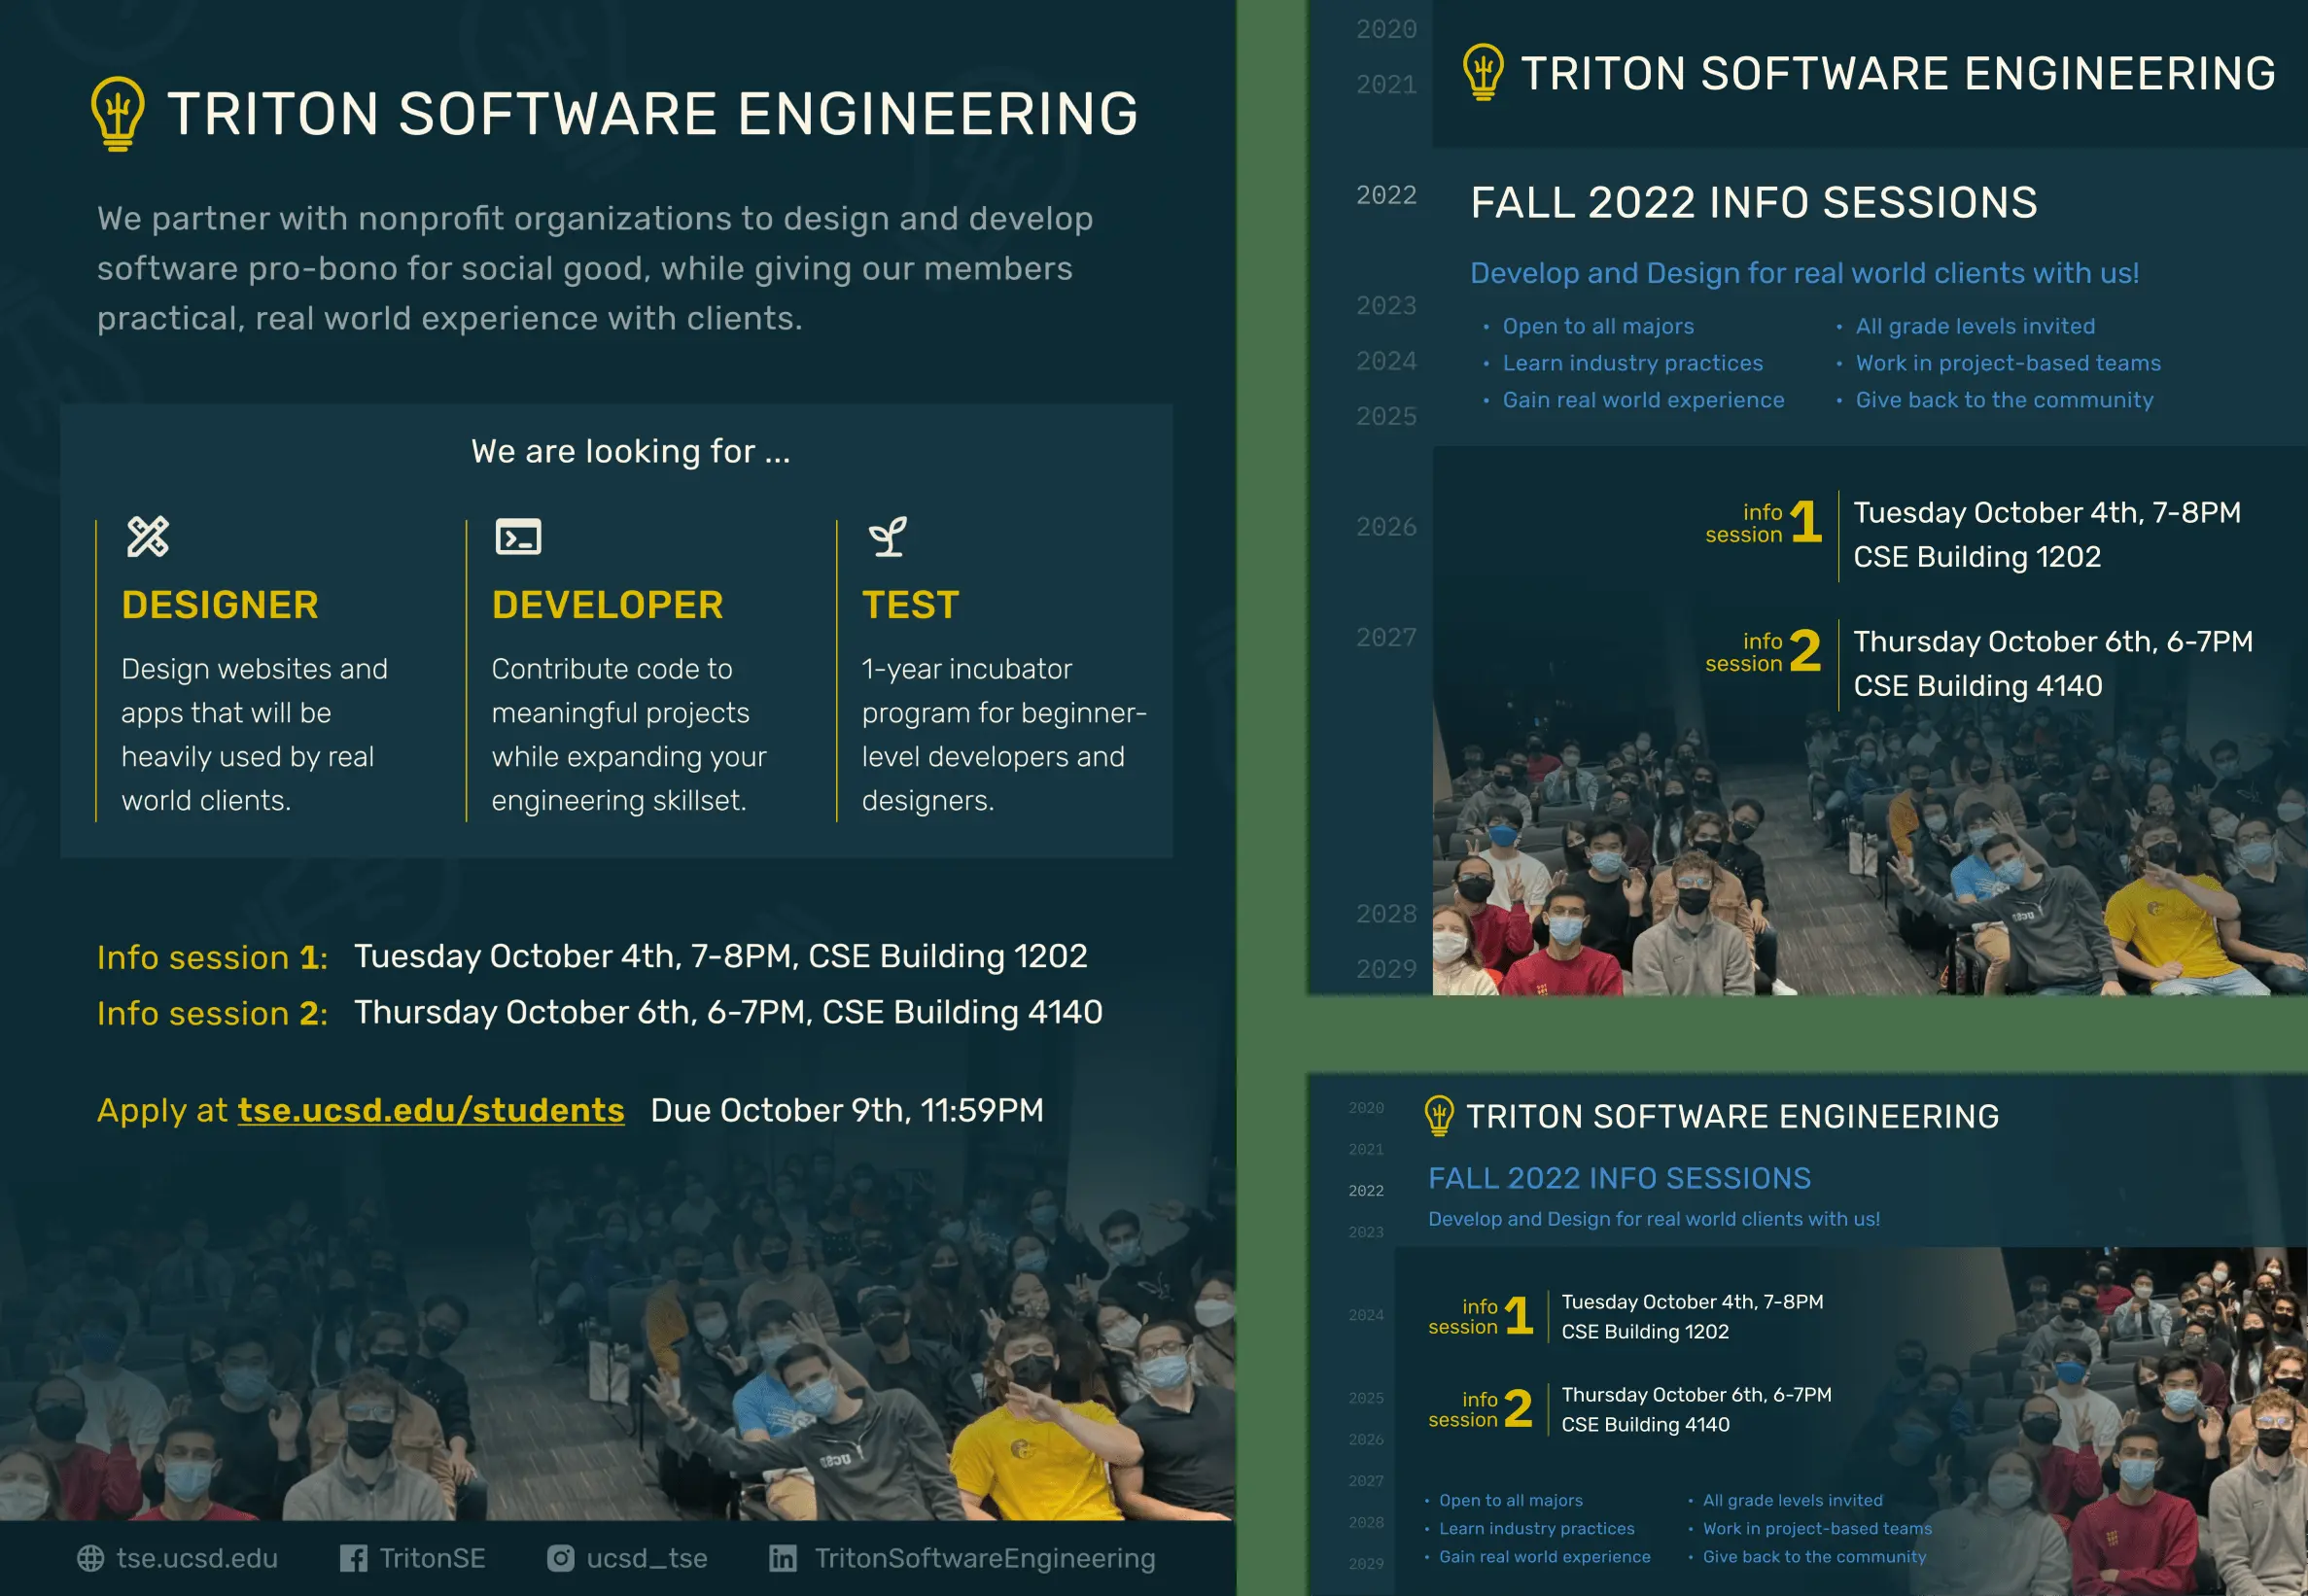 TRITON SOFTWARE ENGINEERING
We partner with nonprofit organizations to design and develop
software pro-bono for social good, while giving our members
practical, real world experience with clients.
We are looking for ...
DESIGNER
Design websites and
apps that will be
heavily used by real
world clients.
DEVELOPER
Contribute code to
meaningful projects
while expanding your
engineering skillset.
TEST
1-year incubator
program for beginner-
level developers and
designers.
Info session 1: Tuesday October 4th, 7-8PM, CSE Building 1202
Info session 2: Thursday October 6th, 6-7PM, CSE Building 4140
Apply at tse.ucsd.edu/students Due October 9th, 11:59PM
tse.ucsd.edu TritonSE ucsd_tse TritonSoftwareEngineering
2020
2021
2022
2023
2024
2025
2026
2027
2028
2029
TRITON SOFTWARE ENGINEERING
FALL 2022 INFO SESSIONS
Develop and Design for real world clients with us!
• Open to all majors
• Learn industry practices
• Gain real world experience
• All grade levels invited
• Work in project-based teams
• Give back to the community
info
session 1
Tuesday October 4th, 7-8PM
CSE Building 1202
info
session 2
Thursday October 6th, 6-7PM
CSE Building 4140
2020
2021
2022
2023
2024
2025
2026
2027
2028
2029
TRITON SOFTWARE ENGINEERING
FALL 2022 INFO SESSIONS
Develop and Design for real world clients with us!
info
session 1
Tuesday October 4th, 7-8PM
CSE Building 1202
info
session 2
Thursday October 6th, 6-7PM
CSE Building 4140
• Open to all majors
• Learn industry practices
• Gain real world experience
• All grade levels invited
• Work in project-based teams
• Give back to the community